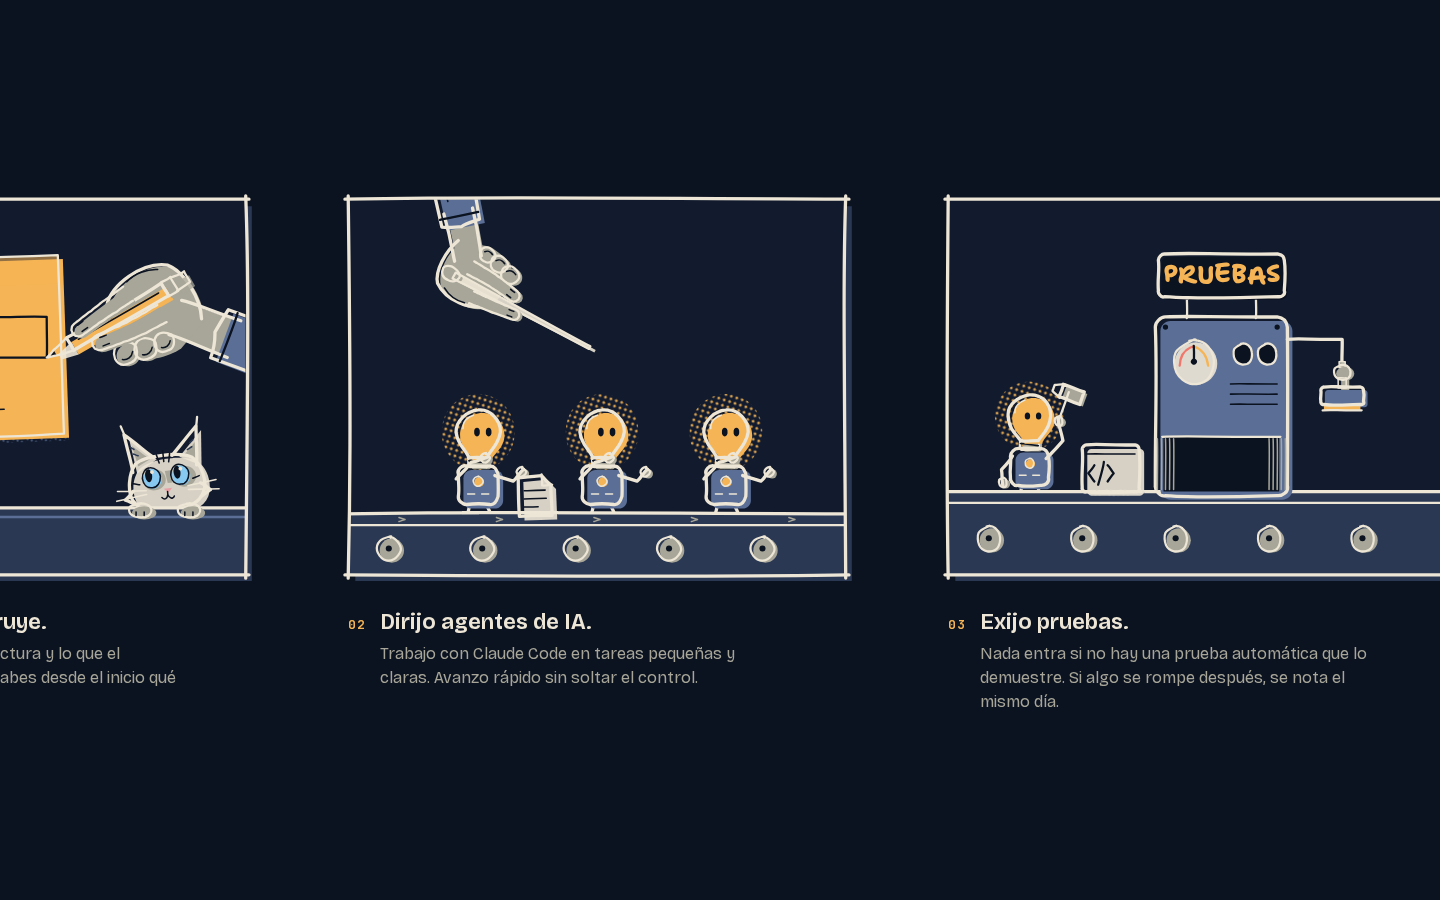 PRUEBAS
</>
ruye.
ctura y lo que el
abes desde el inicio qué
02 Dirijo agentes de IA.
Trabajo con Claude Code en tareas pequeñas y
claras. Avanzo rápido sin soltar el control.
03 Exijo pruebas.
Nada entra si no hay una prueba automática que lo
demuestre. Si algo se rompe después, se nota el
mismo día.